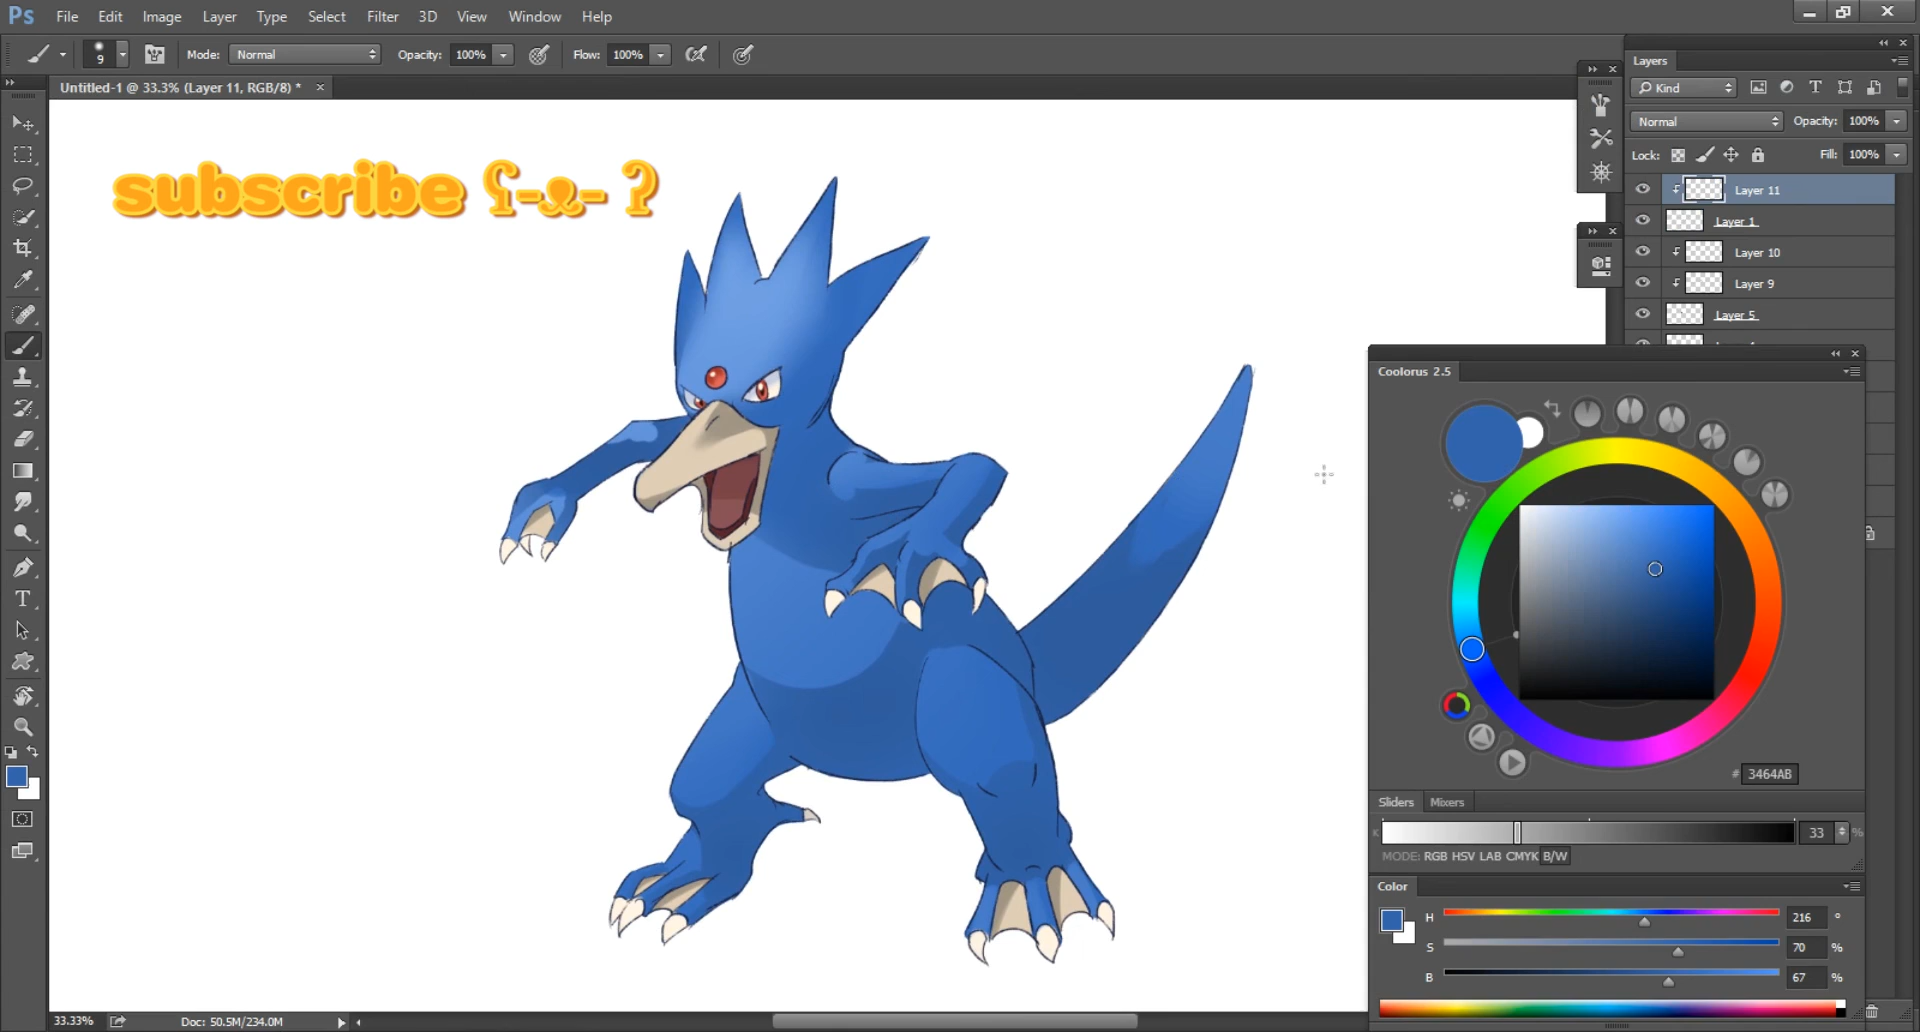 Ps File Edit Image Layer Type Select Filter 3D View Window Help
9 Mode: Normal Opacity: 100% Flow: 100%
Untitled-1 @ 33.3% (Layer 11, RGB/8) * ×
subscribe ʕ-ᴥ- ʔ
Layers
Kind
Normal Opacity: 100%
Lock: Fill: 100%
Layer 11
Layer 1
Layer 10
Layer 9
Layer 5
Coolorus 2.5
# 3464AB
Sliders Mixers
K 33 %
MODE: RGB HSV LAB CMYK B/W
Color
H 216 °
S 70 %
B 67 %
33.33% Doc: 50.5M/234.0M